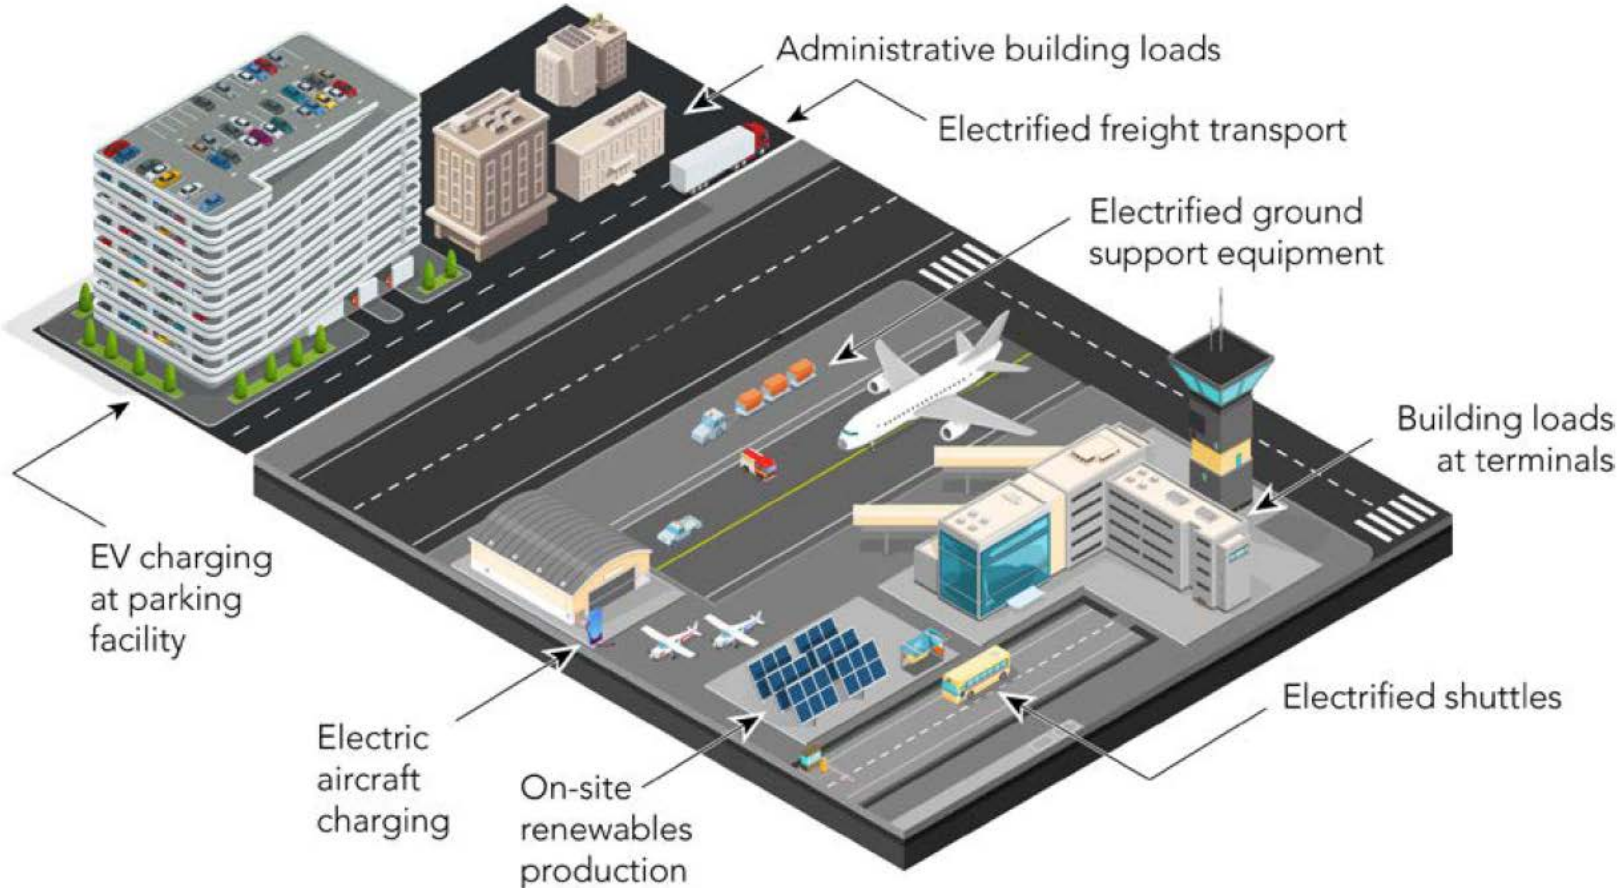 Administrative building loads
Electrified freight transport
Electrified ground
support equipment
Building loads
at terminals
EV charging
at parking
facility
Electrified shuttles
Electric
aircraft
charging
On-site
renewables
production